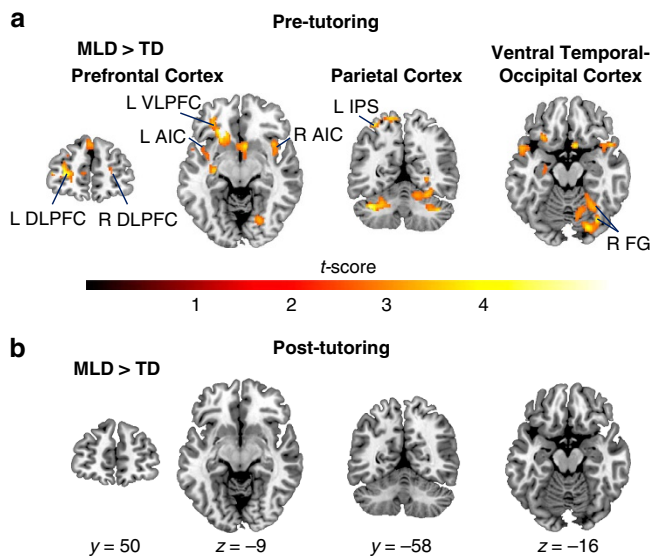 a
Pre-tutoring
MLD > TD
Prefrontal Cortex
Parietal Cortex
Ventral Temporal-
Occipital Cortex
L VLPFC
L AIC
R AIC
L DLPFC
R DLPFC
L IPS
R FG
t-score
1 2 3 4
b
Post-tutoring
MLD > TD
y = 50
z = –9
y = –58
z = –16